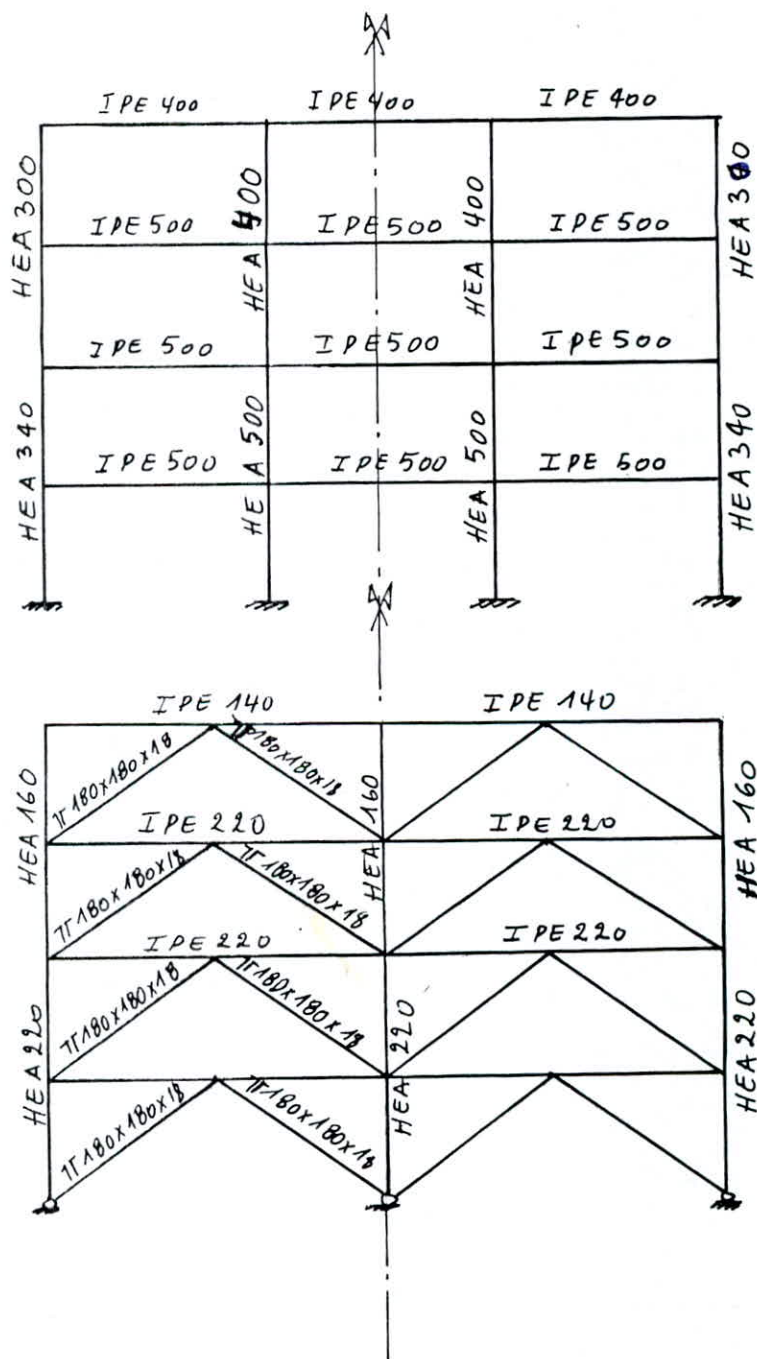 IPE 400 IPE 400 IPE 400
HEA 300 HEA 400 HEA 400 HEA 300
IPE 500 IPE 500 IPE 500
IPE 500 IPE 500 IPE 500
HEA 340 HEA 500 HEA 500 HEA 340
IPE 500 IPE 500 IPE 500
IPE 140 IPE 140
㆐180x180x18 180x180x18
HEA 160 HEA 160 HEA 160
IPE 220 IPE 220
180x180x18 180x180x18
IPE 220 IPE 220
180x180x18 180x180x18
HEA 220 HEA 220 HEA 220
180x180x18 180x180x18